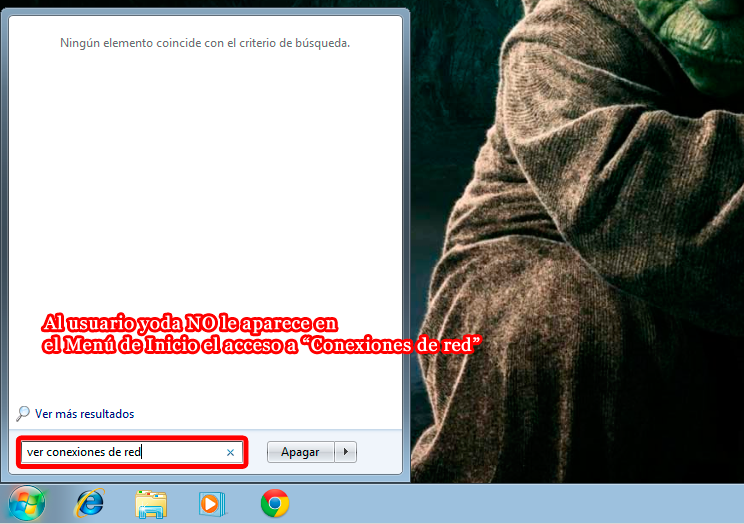 Ningún elemento coincide con el criterio de búsqueda.
Al usuario yoda NO le aparece en
el Menú de Inicio el acceso a “Conexiones de red”
Ver más resultados
ver conexiones de red
Apagar